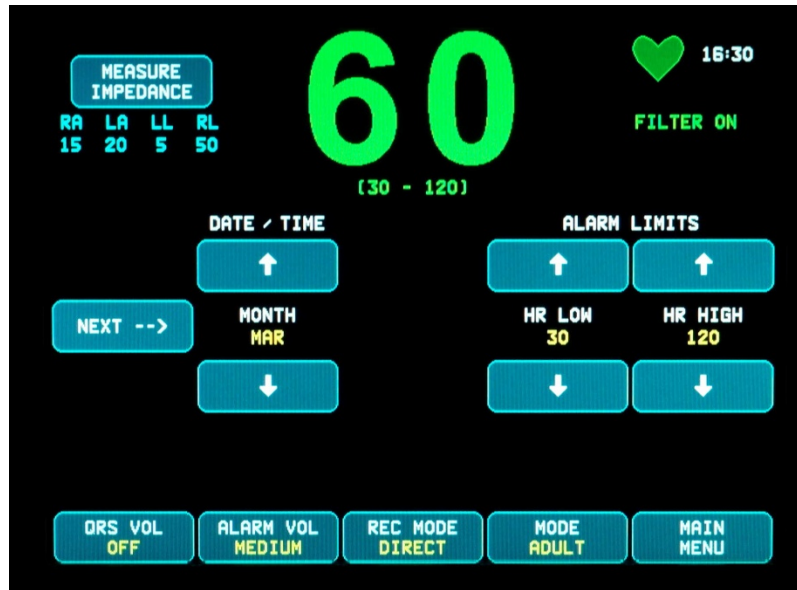 MEASURE
IMPEDANCE
RA LA LL RL
15 20 5 50
60
(30 - 120)
16:30
FILTER ON
DATE / TIME
ALARM LIMITS
NEXT -->
MONTH
MAR
HR LOW
30
HR HIGH
120
QRS VOL
OFF
ALARM VOL
MEDIUM
REC MODE
DIRECT
MODE
ADULT
MAIN
MENU